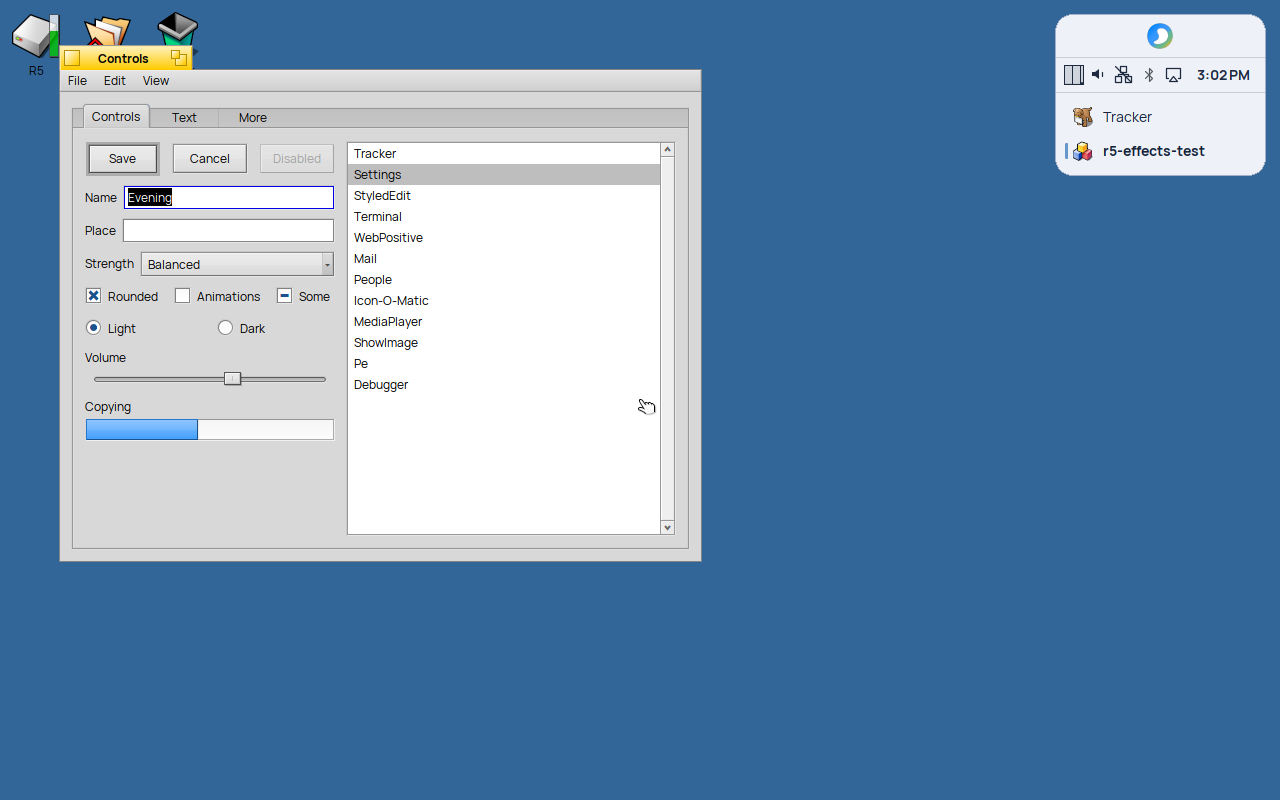 R5
Controls
File Edit View
Controls Text More
Save Cancel Disabled
Name Evening
Place
Strength Balanced
Rounded Animations Some
Light Dark
Volume
Copying
Tracker
Settings
StyledEdit
Terminal
WebPositive
Mail
People
Icon-O-Matic
MediaPlayer
ShowImage
Pe
Debugger
3:02 PM
Tracker
r5-effects-test